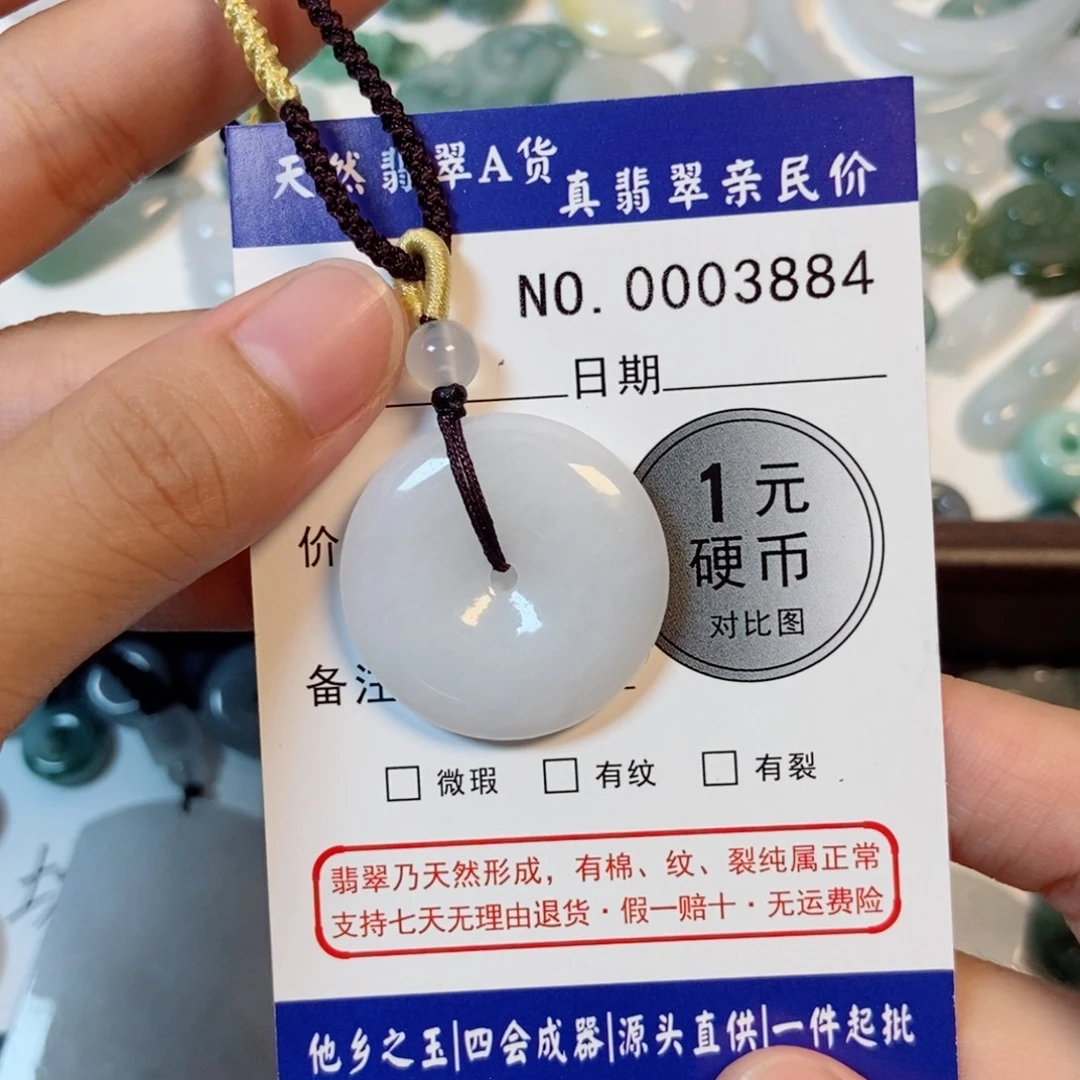 天然翡翠A货 真翡翠亲民价
NO. 0003884
日期
1元
硬币
对比图
价
备注
微瑕 有纹 有裂
翡翠乃天然形成，有棉、纹、裂纯属正常
支持七天无理由退货·假一赔十·无运费险
他乡之玉|四会成器|源头直供|一件起批